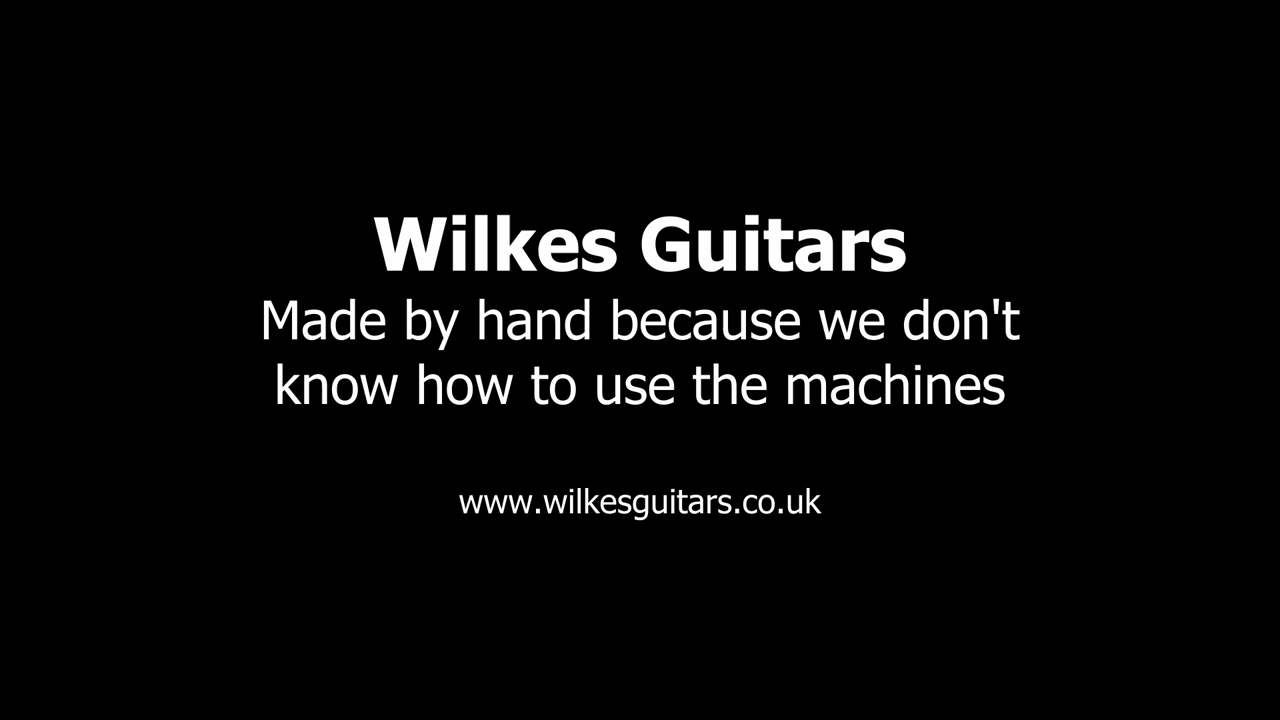 Wilkes Guitars
Made by hand because we don't
know how to use the machines
www.wilkesguitars.co.uk